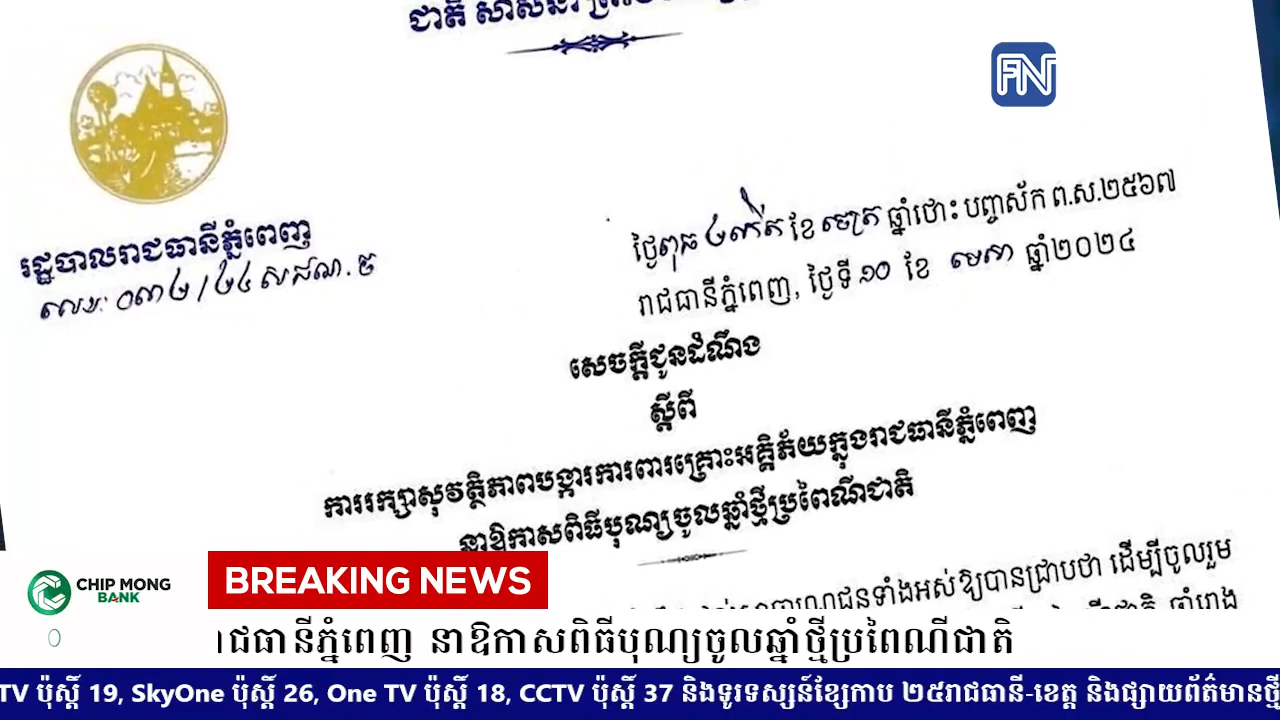 ជាតិ សាសនា
FN
រដ្ឋបាលរាជធានីភ្នំពេញ
លេខៈ ០៣៤/២៤ សជណ.
ថ្ងៃពុធ ២កើត ខែ ចេត្រ ឆ្នាំថោះ បញ្ចស័ក ព.ស.២៥៦៧
រាជធានីភ្នំពេញ, ថ្ងៃទី ១០ ខែ មេសា ឆ្នាំ២០២៤
សេចក្ដីជូនដំណឹង
ស្ដីពី
ការរក្សាសុវត្ថិភាពបង្ការការពារគ្រោះអគ្គិភ័យក្នុងរាជធានីភ្នំពេញ
នាឱកាសពិធីបុណ្យចូលឆ្នាំថ្មីប្រពៃណីជាតិ
សាធារណជនទាំងអស់ឱ្យបានជ្រាបថា ដើម្បីចូលរួម
CHIP MONG
BANK
BREAKING NEWS
រាជធានីភ្នំពេញ នាឱកាសពិធីបុណ្យចូលឆ្នាំថ្មីប្រពៃណីជាតិ
TV ប៉ុស្តិ៍ 19, SkyOne ប៉ុស្តិ៍ 26, One TV ប៉ុស្តិ៍ 18, CCTV ប៉ុស្តិ៍ 37 និងទូរទស្សន៍ខ្សែកាប ២៥រាជធានី-ខេត្ត និងផ្សាយព័ត៌មានថ្មី